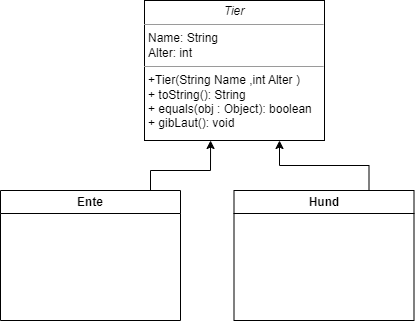 Tier
Name: String
Alter: int
+Tier(String Name ,int Alter )
+ toString(): String
+ equals(obj : Object): boolean
+ gibLaut(): void
Ente
Hund